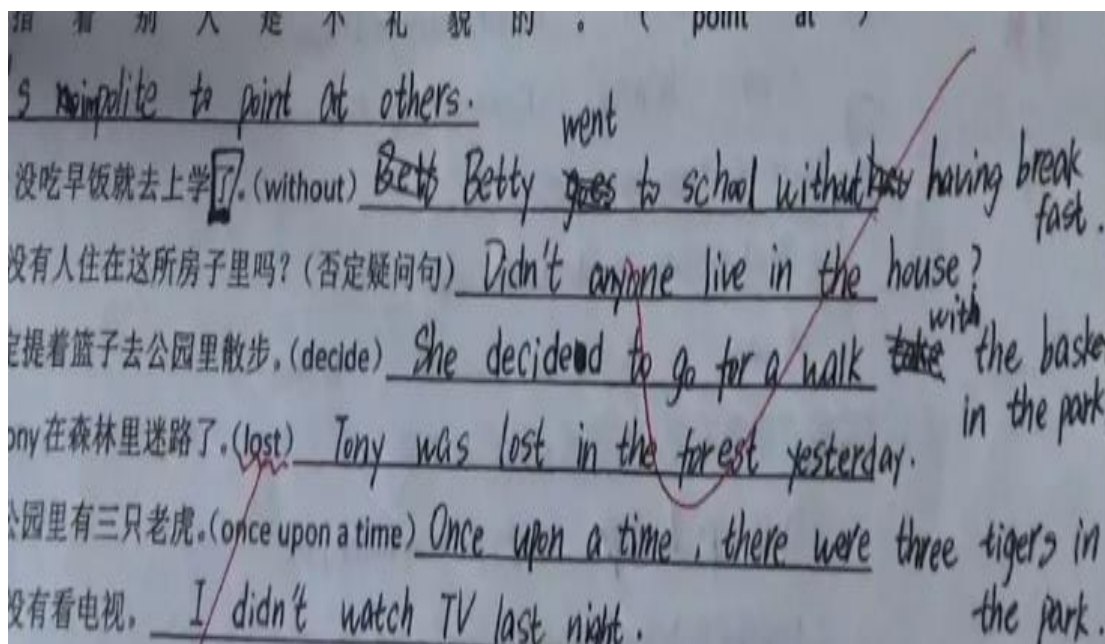 指着别人是不礼貌的。( point at )
s impolite to point at others.
went
没吃早饭就去上学了.(without) Betty to school without having break
fast.
没有人住在这所房子里吗?(否定疑问句) Didn't anyone live in the house?
with
定提着篮子去公园里散步.(decide) She decided to go for a walk the baske
in the park
ony在森林里迷路了.(lost) Tony was lost in the forest yesterday.
公园里有三只老虎.(once upon a time) Once upon a time, there were three tigers in
没有看电视. I didn't watch TV last night. the park.